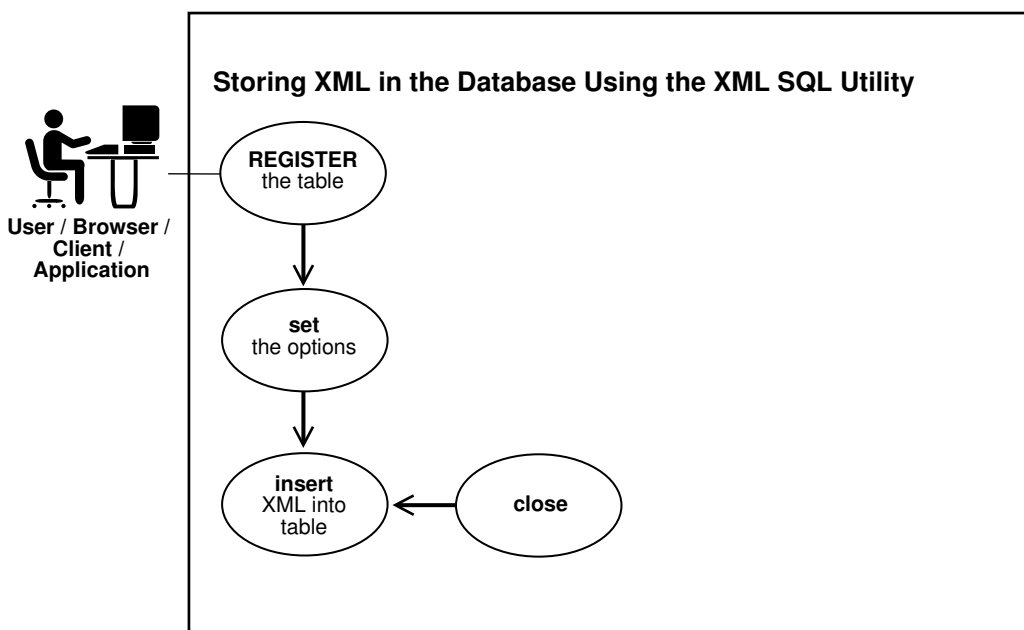 Storing XML in the Database Using the XML SQL Utility
User / Browser /
Client /
Application
REGISTER
the table
set
the options
insert
XML into
table
close